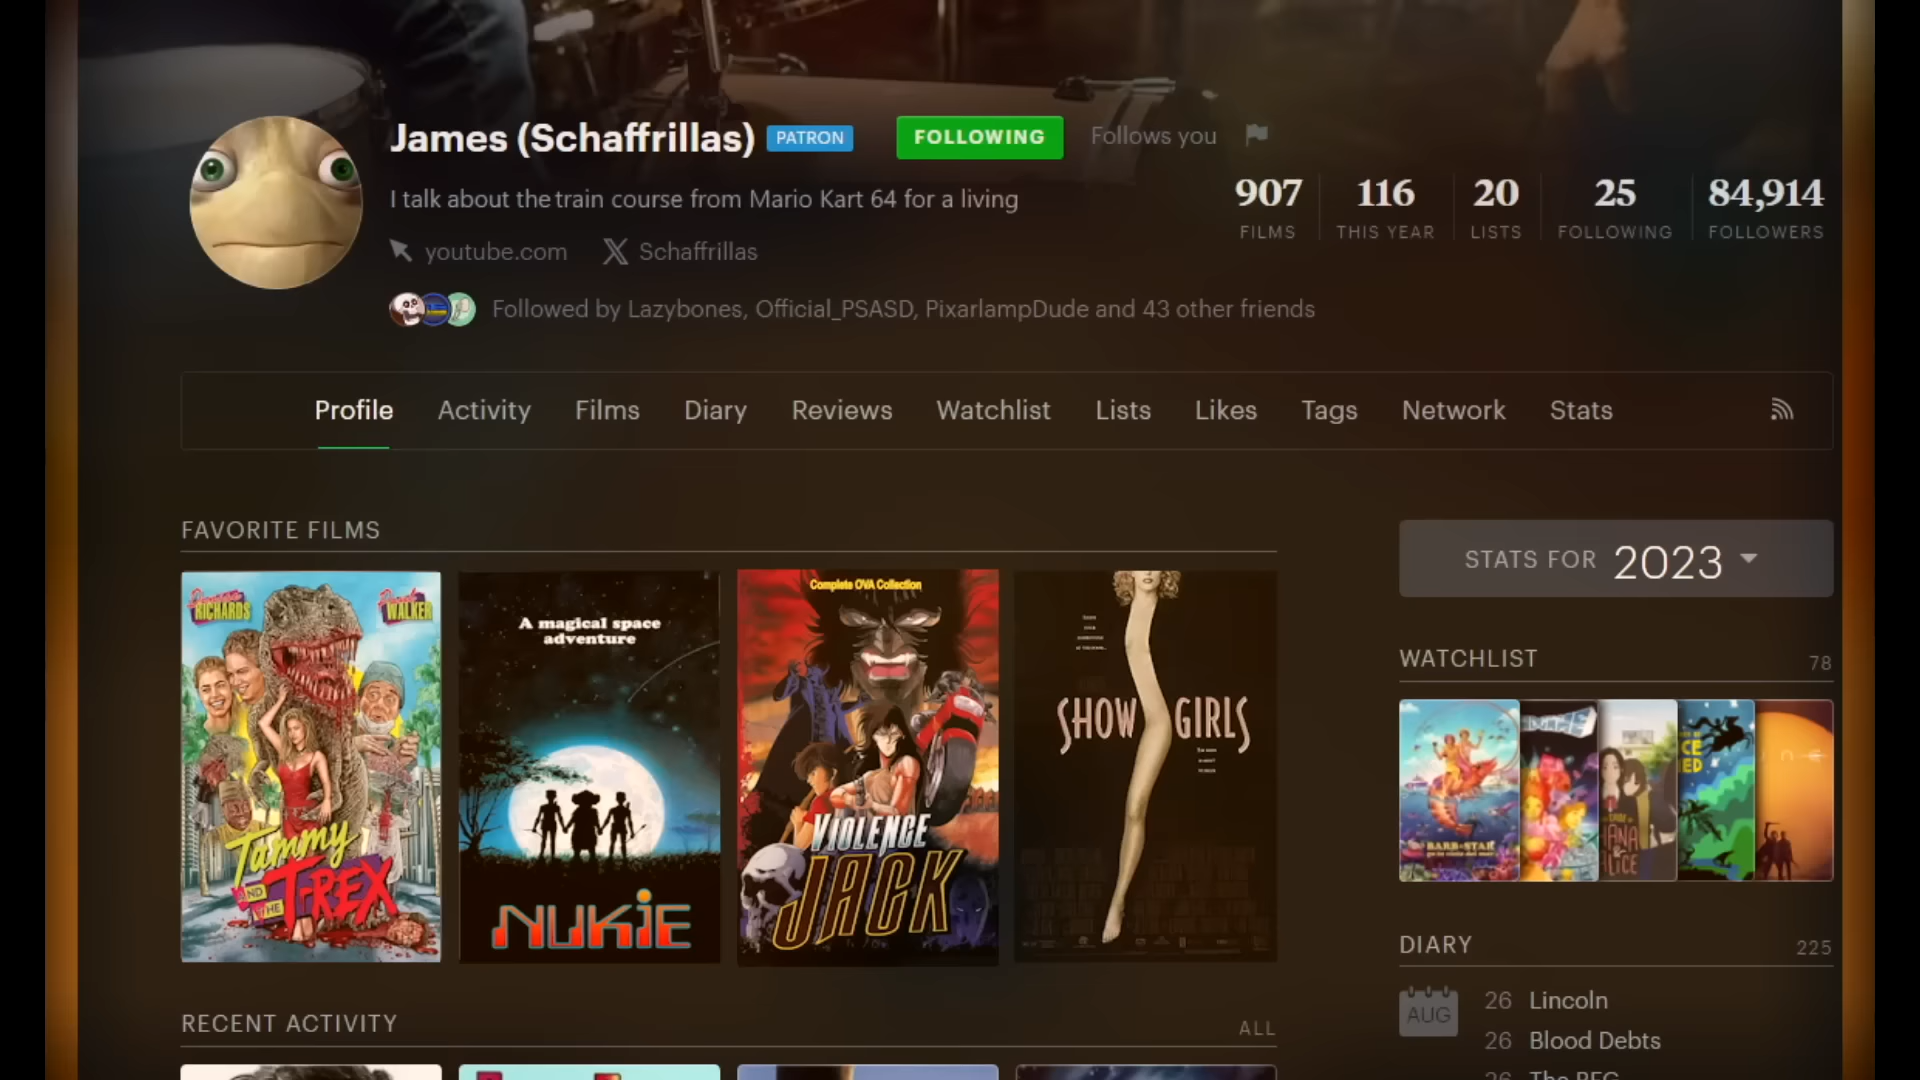 James (Schaffrillas) PATRON FOLLOWING Follows you
I talk about the train course from Mario Kart 64 for a living
907 116 20 25 84,914
FILMS THIS YEAR LISTS FOLLOWING FOLLOWERS
youtube.com Schaffrillas
Followed by Lazybones, Official_PSASD, PixarlampDude and 43 other friends
Profile Activity Films Diary Reviews Watchlist Lists Likes Tags Network Stats
FAVORITE FILMS
STATS FOR 2023
RICHARDS
WALKER
Tammy
AND THE
T-REX
A magical space
adventure
NUKIE
Complete OVA Collection
VIOLENCE
JACK
SHOW GIRLS
WATCHLIST 78
BARB & STAR
DIARY 225
AUG
26 Lincoln
26 Blood Debts
RECENT ACTIVITY ALL